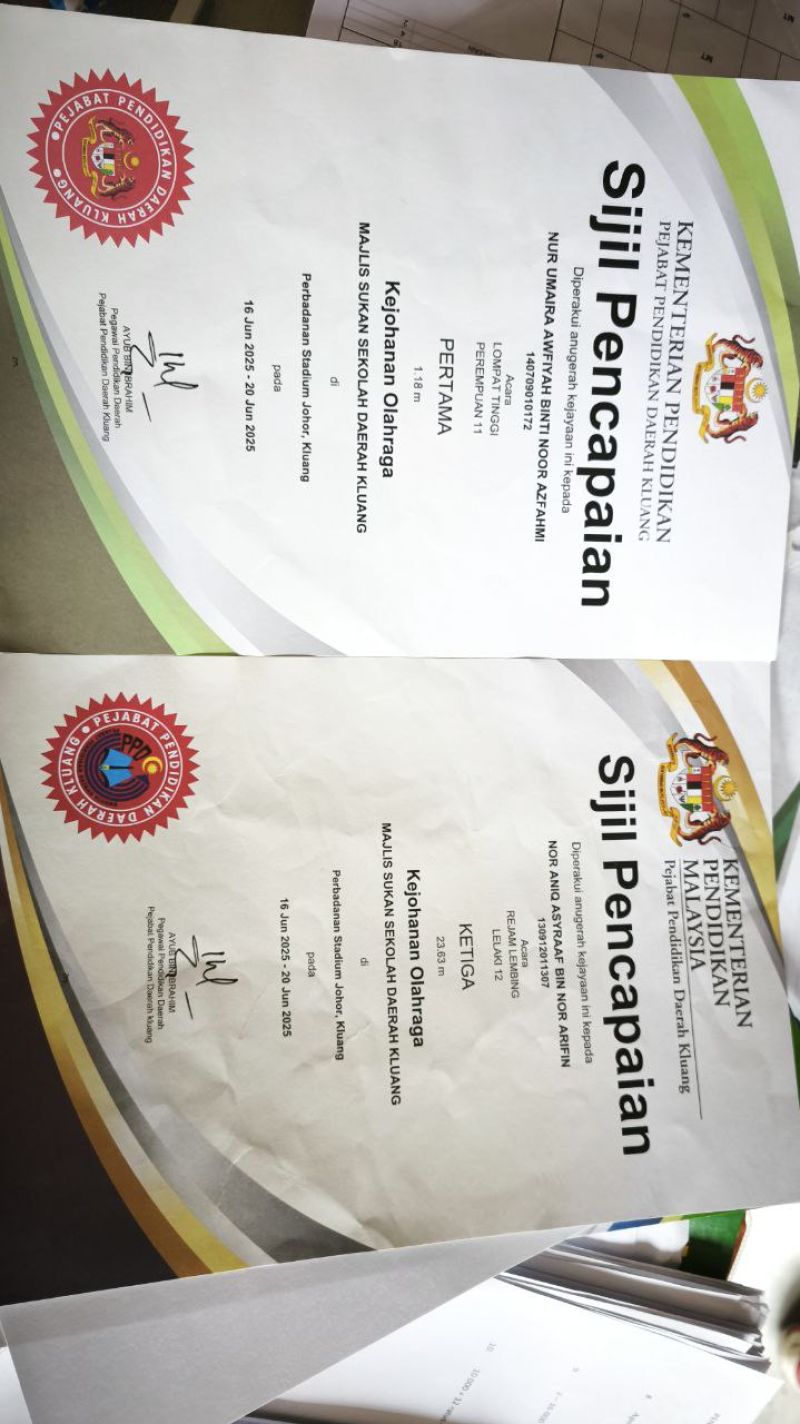 KEMENTERIAN PENDIDIKAN
PEJABAT PENDIDIKAN DAERAH KLUANG
Sijil Pencapaian
Diperakui anugerah kejayaan ini kepada
NUR UMAIRA AWFIYAH BINTI NOOR AZFAHMI
140709010172
Acara
LOMPAT TINGGI
PEREMPUAN 11
PERTAMA
1.18 m
Kejohanan Olahraga
MAJLIS SUKAN SEKOLAH DAERAH KLUANG
di
Perbadanan Stadium Johor, Kluang
pada
16 Jun 2025 - 20 Jun 2025
AYUB BIN IBRAHIM
Pegawai Pendidikan Daerah
Pejabat Pendidikan Daerah Kluang
PEJABAT PENDIDIKAN DAERAH KLUANG
KEMENTERIAN
PENDIDIKAN
MALAYSIA
Pejabat Pendidikan Daerah Kluang
Sijil Pencapaian
Diperakui anugerah kejayaan ini kepada
NOR ANIQ ASYRAAF BIN NOR ARIFIN
130912011307
Acara
REJAM LEMBING
LELAKI 12
KETIGA
23.63 m
Kejohanan Olahraga
MAJLIS SUKAN SEKOLAH DAERAH KLUANG
di
Perbadanan Stadium Johor, Kluang
pada
16 Jun 2025 - 20 Jun 2025
AYUB BIN IBRAHIM
Pegawai Pendidikan Daerah
Pejabat Pendidikan Daerah kluang
PEJABAT PENDIDIKAN DAERAH KLUANG
PPD